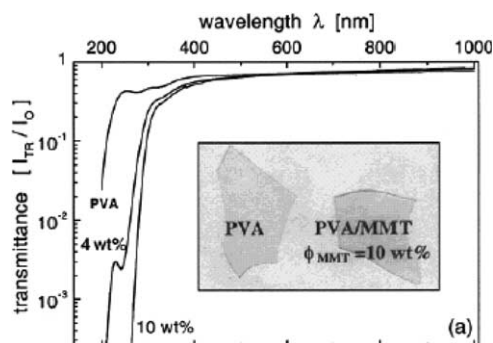 wavelength λ [nm]
200 400 600 800 1000
transmittance [ I_TR / I_O ]
1
10^-1
10^-2
10^-3
PVA
4 wt%
10 wt%
PVA
PVA/MMT
ϕ_MMT =10 wt%
(a)